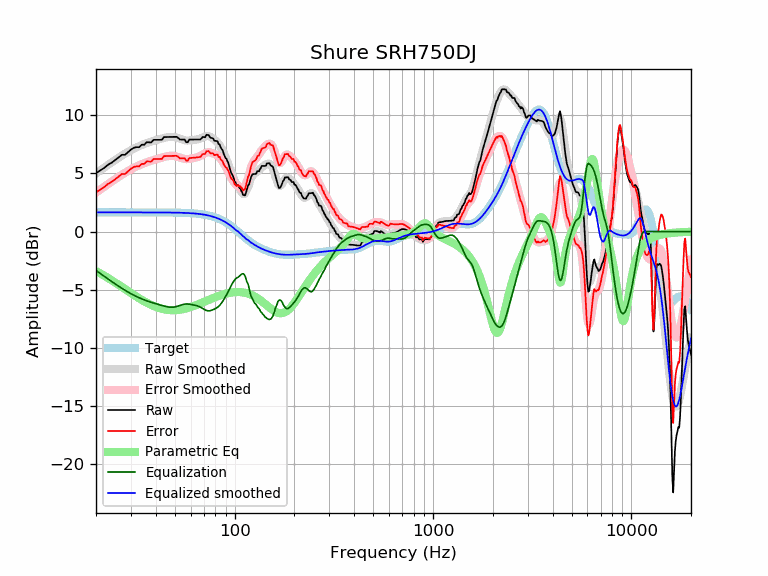 Shure SRH750DJ
Amplitude (dBr)
10
5
0
−5
−10
−15
−20
Target
Raw Smoothed
Error Smoothed
Raw
Error
Parametric Eq
Equalization
Equalized smoothed
100
1000
10000
Frequency (Hz)